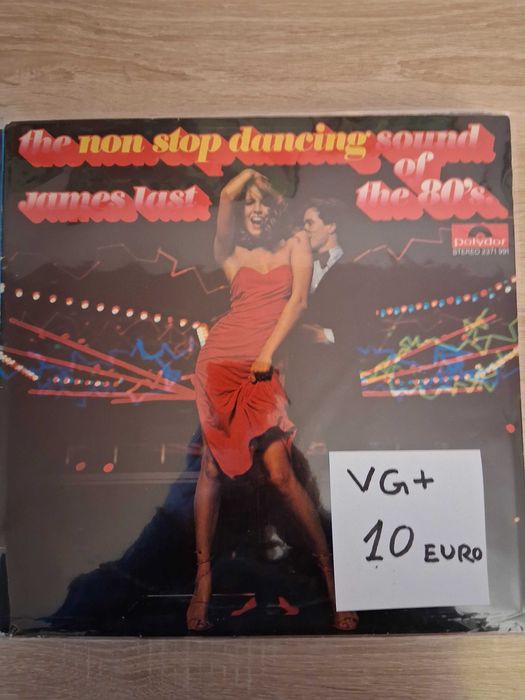 the non stop dancing sound
of
james last the 80's
polydor
STEREO 2371 991
VG+
10 EURO